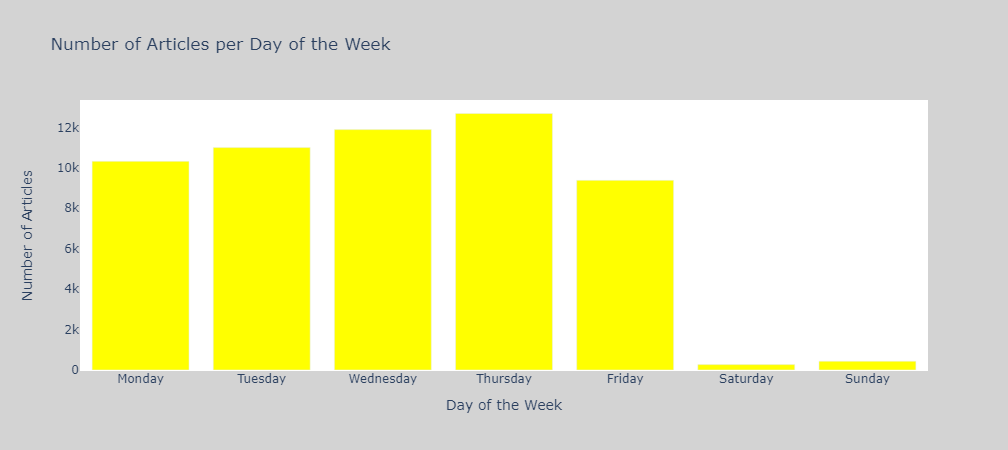 Number of Articles per Day of the Week
Number of Articles
12k
10k
8k
6k
4k
2k
0
Monday Tuesday Wednesday Thursday Friday Saturday Sunday
Day of the Week